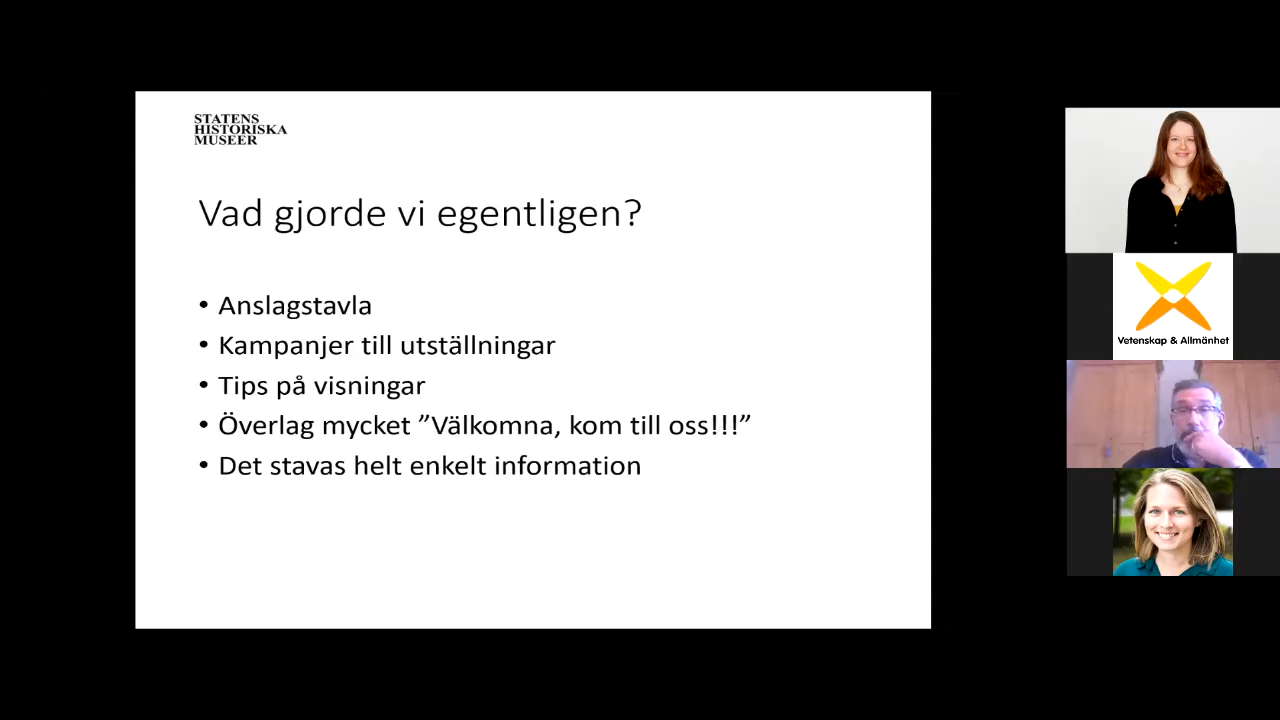 STATENS
HISTORISKA
MUSEER
Vad gjorde vi egentligen?
• Anslagstavla
• Kampanjer till utställningar
• Tips på visningar
• Överlag mycket ”Välkomna, kom till oss!!!”
• Det stavas helt enkelt information
Vetenskap & Allmänhet